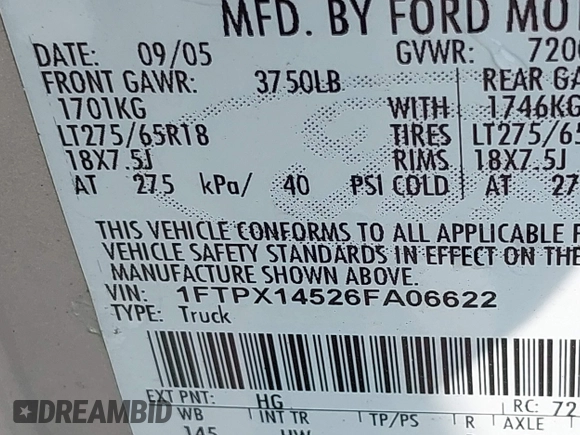 MFD. BY FORD MO
DATE: 09/05 GVWR: 720
FRONT GAWR: 3750LB REAR GA
1701KG WITH 1746KG
LT275/65R18 TIRES LT275/65
18X7.5J RIMS 18X7.5J
AT 275 kPa/ 40 PSI COLD AT 27
THIS VEHICLE CONFORMS TO ALL APPLICABLE F
VEHICLE SAFETY STANDARDS IN EFFECT ON THE
MANUFACTURE SHOWN ABOVE.
VIN: 1FTPX14526FA06622
TYPE: Truck
EXT PNT: HG RC: 72
WB INT TR TP/PS R AXLE
145 UW
DREAMBID